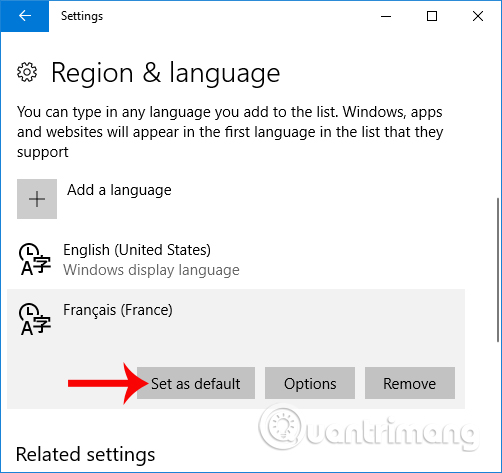 Settings
Region & language
You can type in any language you add to the list. Windows, apps
and websites will appear in the first language in the list that they
support
Add a language
English (United States)
Windows display language
Français (France)
Set as default
Options
Remove
Quantrimang
Related settings